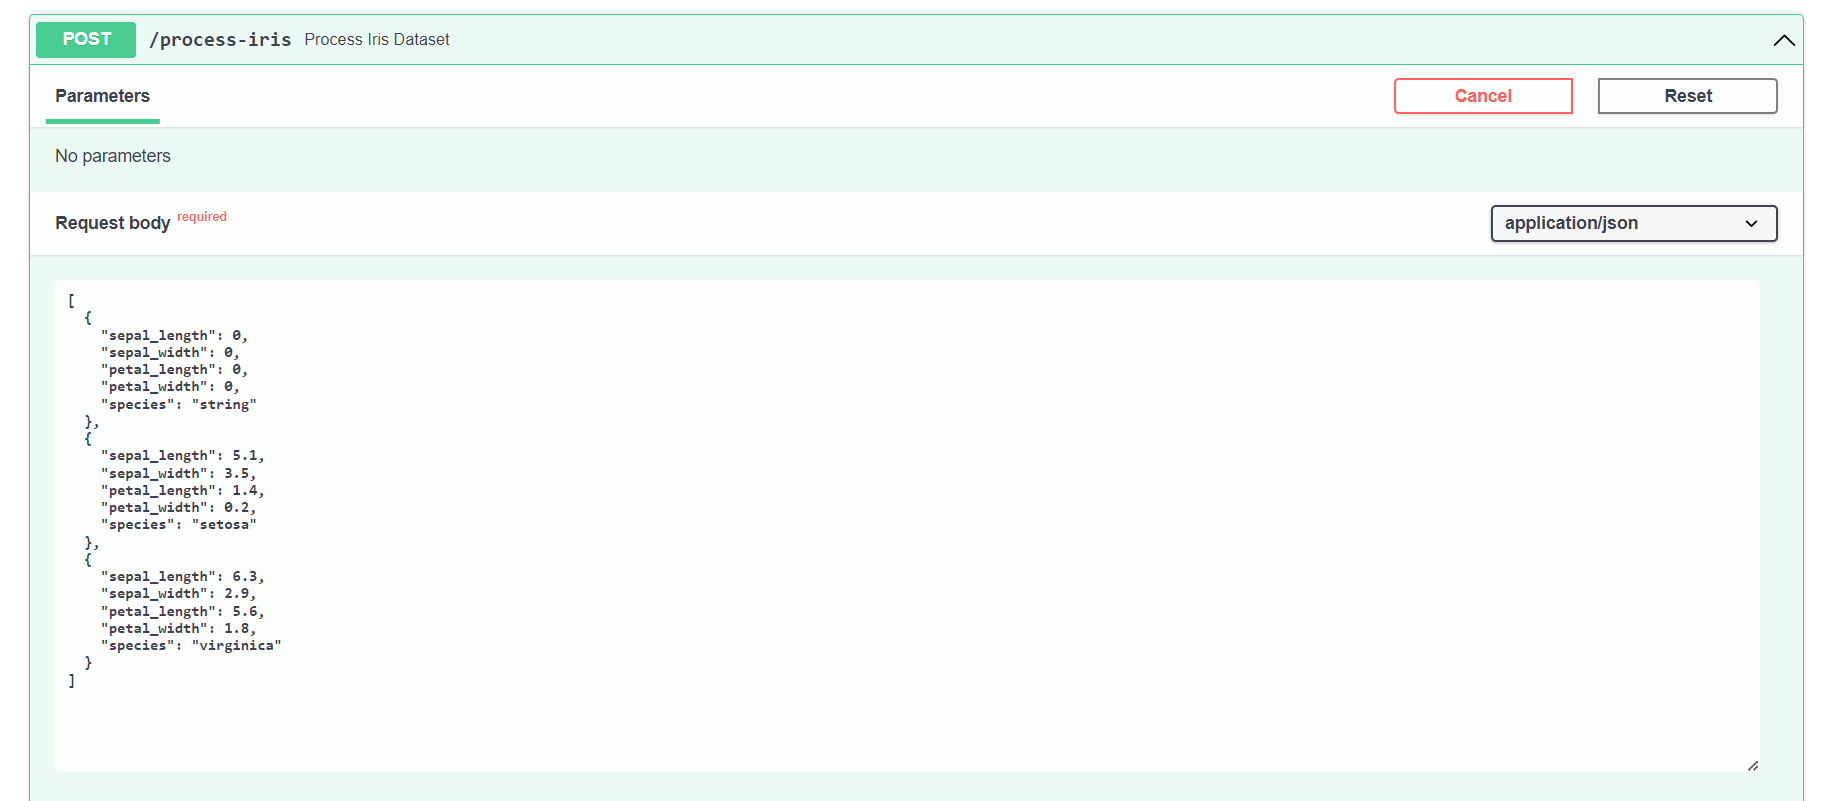 POST /process-iris Process Iris Dataset
Parameters
Cancel
Reset
No parameters
Request body required
application/json
[
  {
    "sepal_length": 0,
    "sepal_width": 0,
    "petal_length": 0,
    "petal_width": 0,
    "species": "string"
  },
  {
    "sepal_length": 5.1,
    "sepal_width": 3.5,
    "petal_length": 1.4,
    "petal_width": 0.2,
    "species": "setosa"
  },
  {
    "sepal_length": 6.3,
    "sepal_width": 2.9,
    "petal_length": 5.6,
    "petal_width": 1.8,
    "species": "virginica"
  }
]